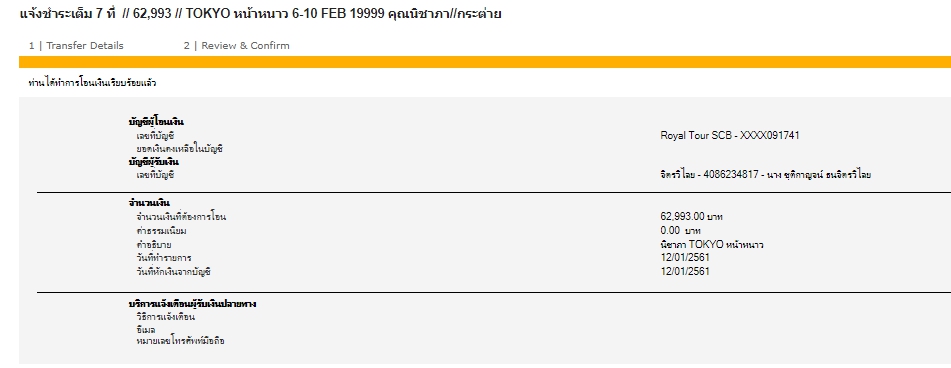 แจ้งชำระเต็ม 7 ที่ // 62,993 // TOKYO หน้าหนาว 6-10 FEB 19999 คุณนิชาภา//กระต่าย
1 | Transfer Details 2 | Review & Confirm
ท่านได้ทำการโอนเงินเรียบร้อยแล้ว
บัญชีผู้โอนเงิน
เลขที่บัญชี Royal Tour SCB - XXXX091741
ยอดเงินคงเหลือในบัญชี
บัญชีผู้รับเงิน
เลขที่บัญชี จิตรวิไลย - 4086234817 - นาง ชุติกาญจน์ ธนจิตรวิไลย
จำนวนเงิน
จำนวนเงินที่ต้องการโอน 62,993.00 บาท
ค่าธรรมเนียม 0.00 บาท
คำอธิบาย นิชาภา TOKYO หน้าหนาว
วันที่ทำรายการ 12/01/2561
วันที่หักเงินจากบัญชี 12/01/2561
บริการแจ้งเตือนผู้รับเงินปลายทาง
วิธีการแจ้งเตือน
อีเมล
หมายเลขโทรศัพท์มือถือ